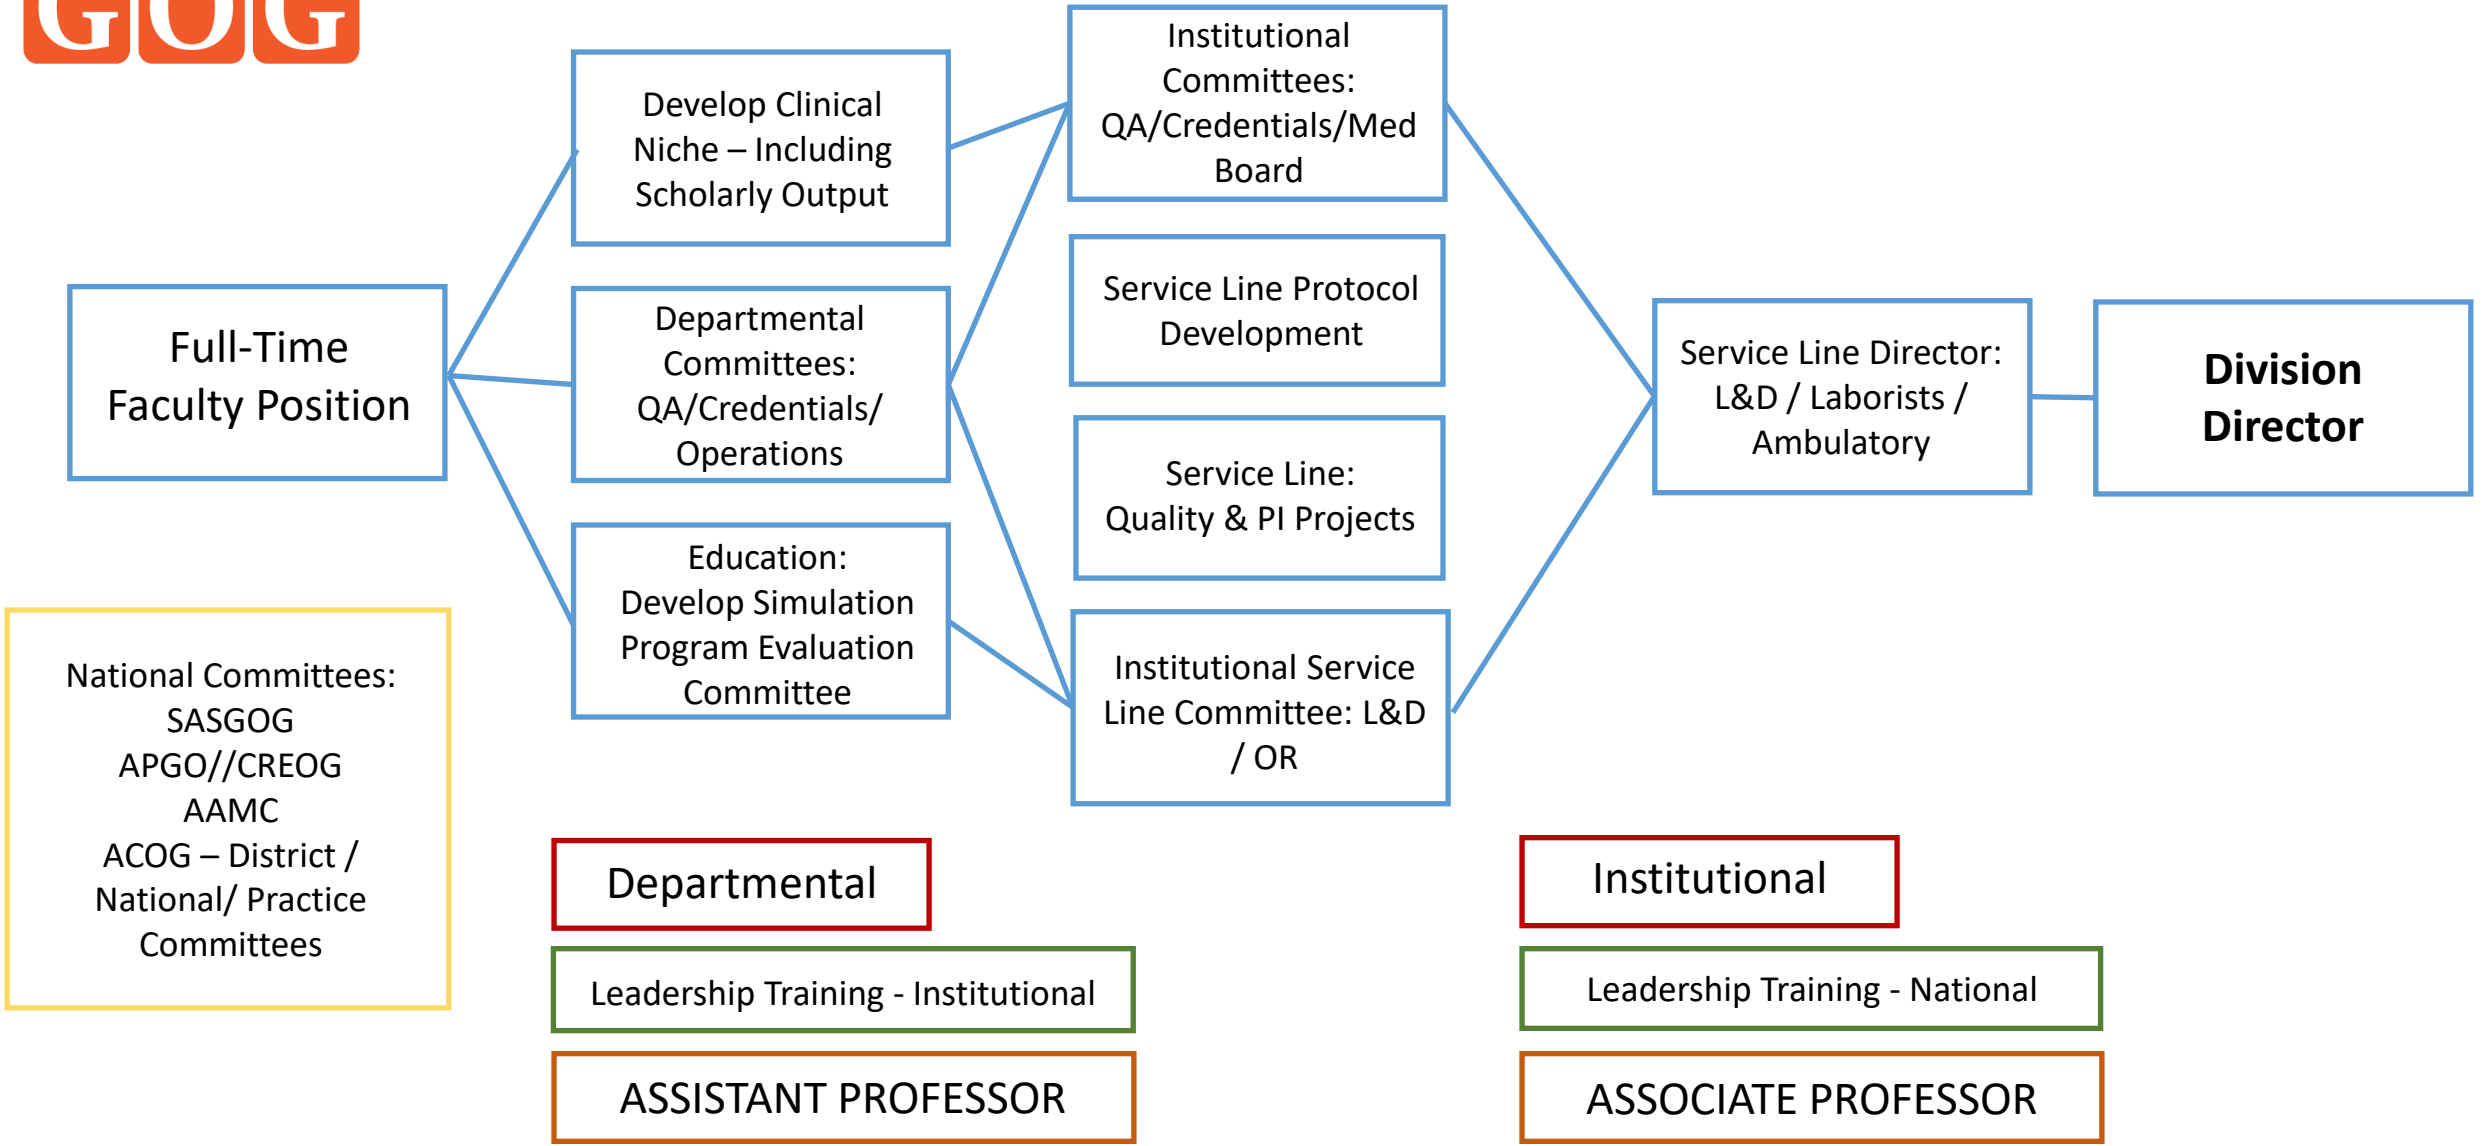 GOG
Full-Time
Faculty Position
Develop Clinical
Niche – Including
Scholarly Output
Departmental
Committees:
QA/Credentials/
Operations
Education:
Develop Simulation
Program Evaluation
Committee
Institutional
Committees:
QA/Credentials/Med
Board
Service Line Protocol
Development
Service Line:
Quality & PI Projects
Institutional Service
Line Committee: L&D
/ OR
Service Line Director:
L&D / Laborists /
Ambulatory
Division
Director
National Committees:
SASGOG
APGO//CREOG
AAMC
ACOG – District /
National/ Practice
Committees
Departmental
Leadership Training - Institutional
ASSISTANT PROFESSOR
Institutional
Leadership Training - National
ASSOCIATE PROFESSOR